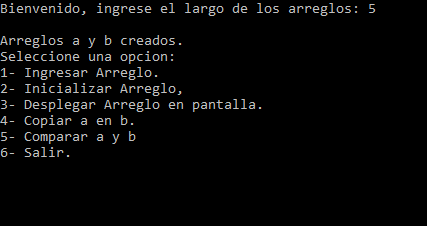 Bienvenido, ingrese el largo de los arreglos: 5
Arreglos a y b creados.
Seleccione una opcion:
1- Ingresar Arreglo.
2- Inicializar Arreglo,
3- Desplegar Arreglo en pantalla.
4- Copiar a en b.
5- Comparar a y b
6- Salir.